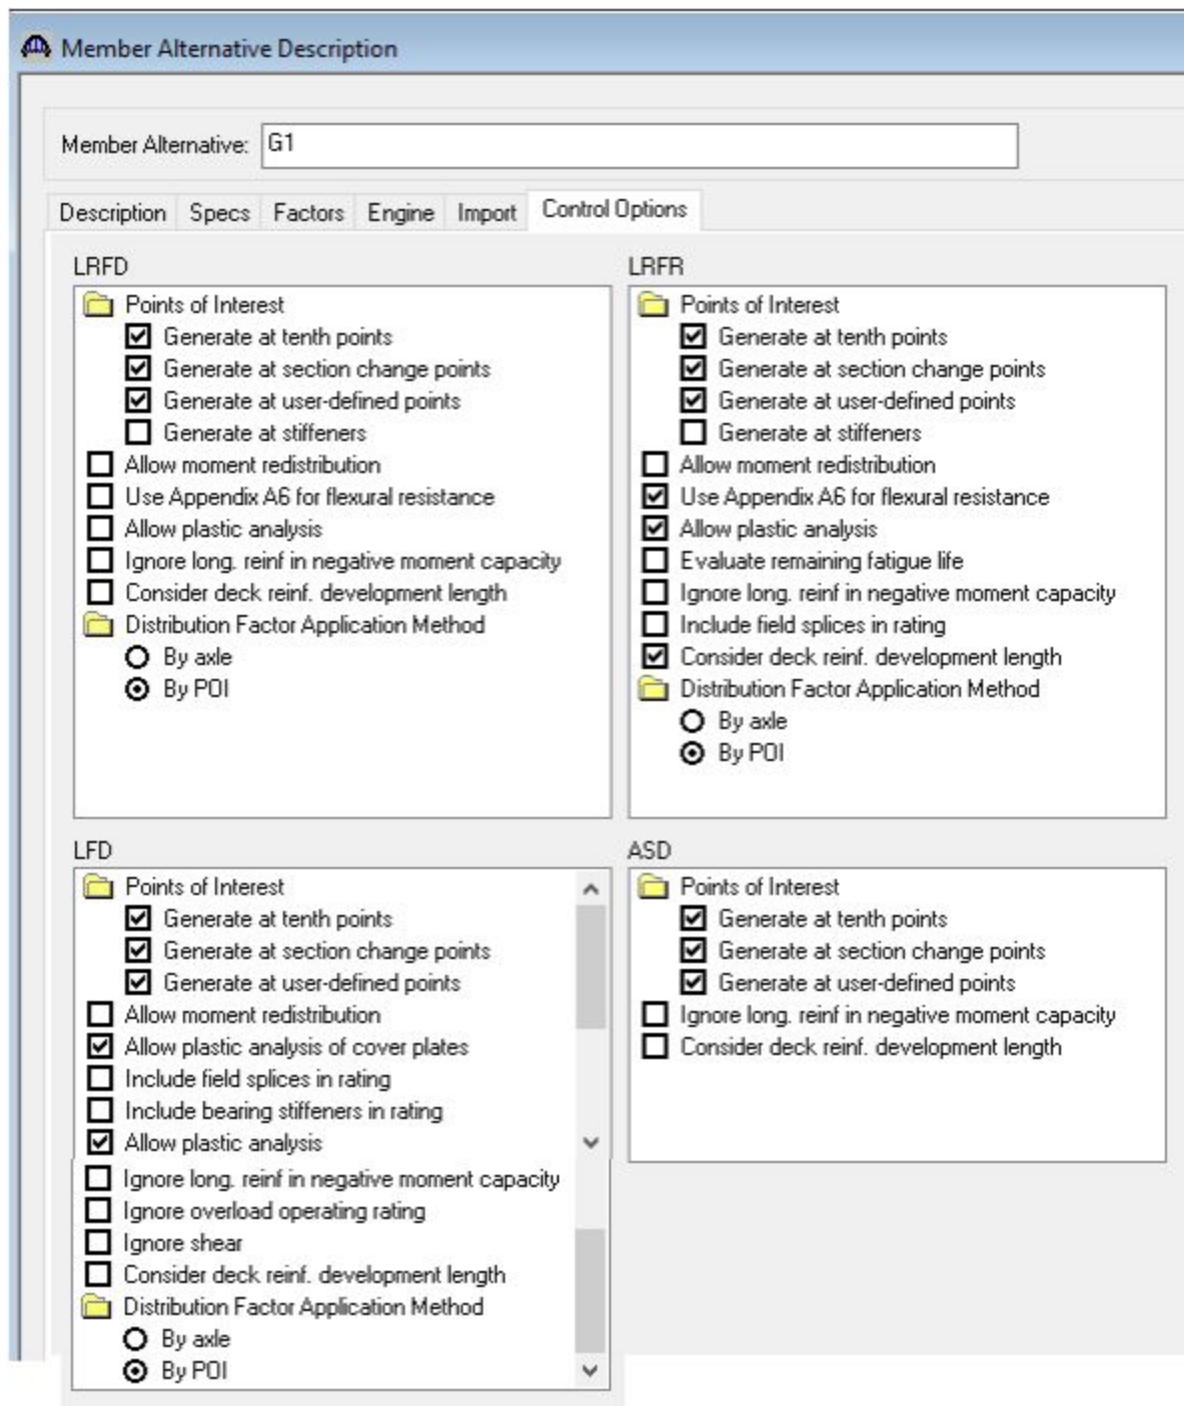 Member Alternative Description
Member Alternative: G1
Description Specs Factors Engine Import Control Options
LRFD
Points of Interest
Generate at tenth points
Generate at section change points
Generate at user-defined points
Generate at stiffeners
Allow moment redistribution
Use Appendix A6 for flexural resistance
Allow plastic analysis
Ignore long. reinf in negative moment capacity
Consider deck reinf. development length
Distribution Factor Application Method
By axle
By POI
LRFR
Points of Interest
Generate at tenth points
Generate at section change points
Generate at user-defined points
Generate at stiffeners
Allow moment redistribution
Use Appendix A6 for flexural resistance
Allow plastic analysis
Evaluate remaining fatigue life
Ignore long. reinf in negative moment capacity
Include field splices in rating
Consider deck reinf. development length
Distribution Factor Application Method
By axle
By POI
LFD
Points of Interest
Generate at tenth points
Generate at section change points
Generate at user-defined points
Allow moment redistribution
Allow plastic analysis of cover plates
Include field splices in rating
Include bearing stiffeners in rating
Allow plastic analysis
Ignore long. reinf in negative moment capacity
Ignore overload operating rating
Ignore shear
Consider deck reinf. development length
Distribution Factor Application Method
By axle
By POI
ASD
Points of Interest
Generate at tenth points
Generate at section change points
Generate at user-defined points
Ignore long. reinf in negative moment capacity
Consider deck reinf. development length